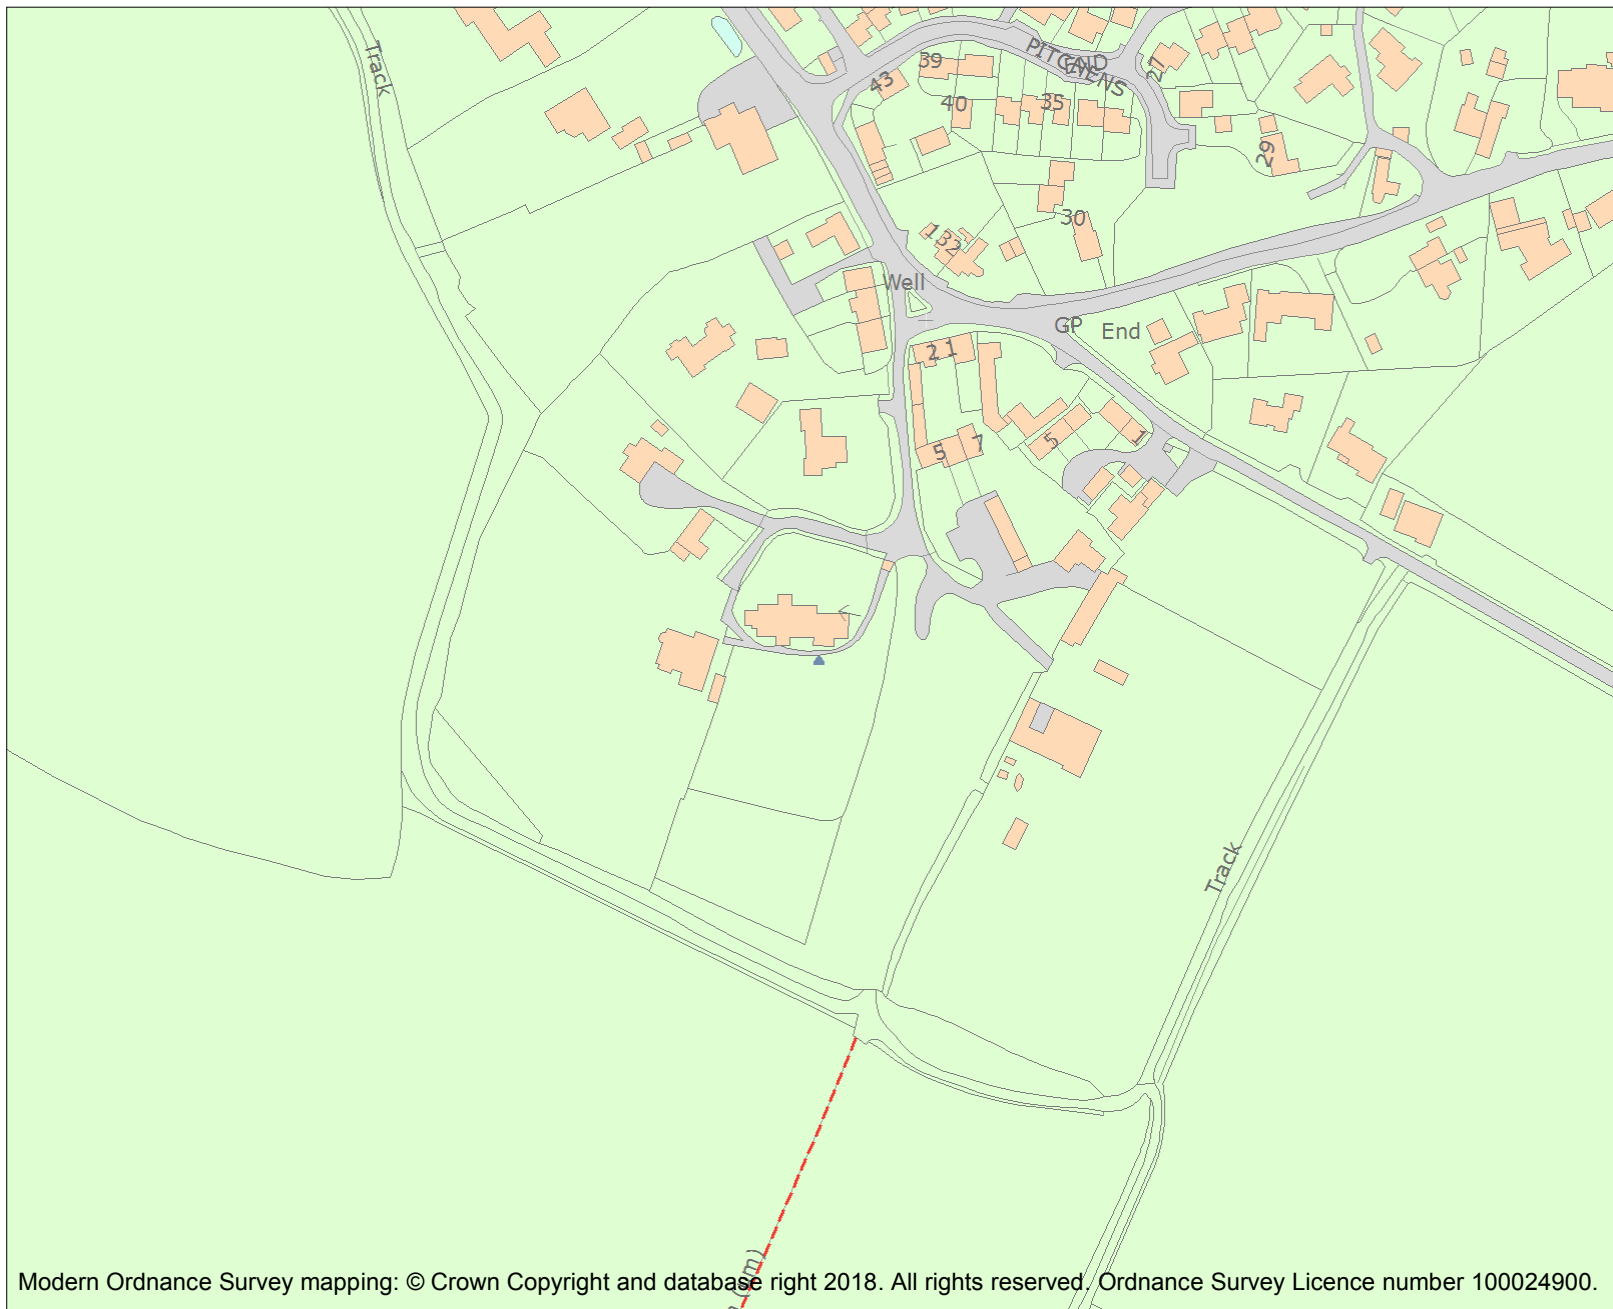 Track
PITCAIRN
39
27
43
40
35
29
30
132
Well
GP
End
2 1
5
7
5
1
Track
Modern Ordnance Survey mapping: © Crown Copyright and database right 2018. All rights reserved. Ordnance Survey Licence number 100024900.